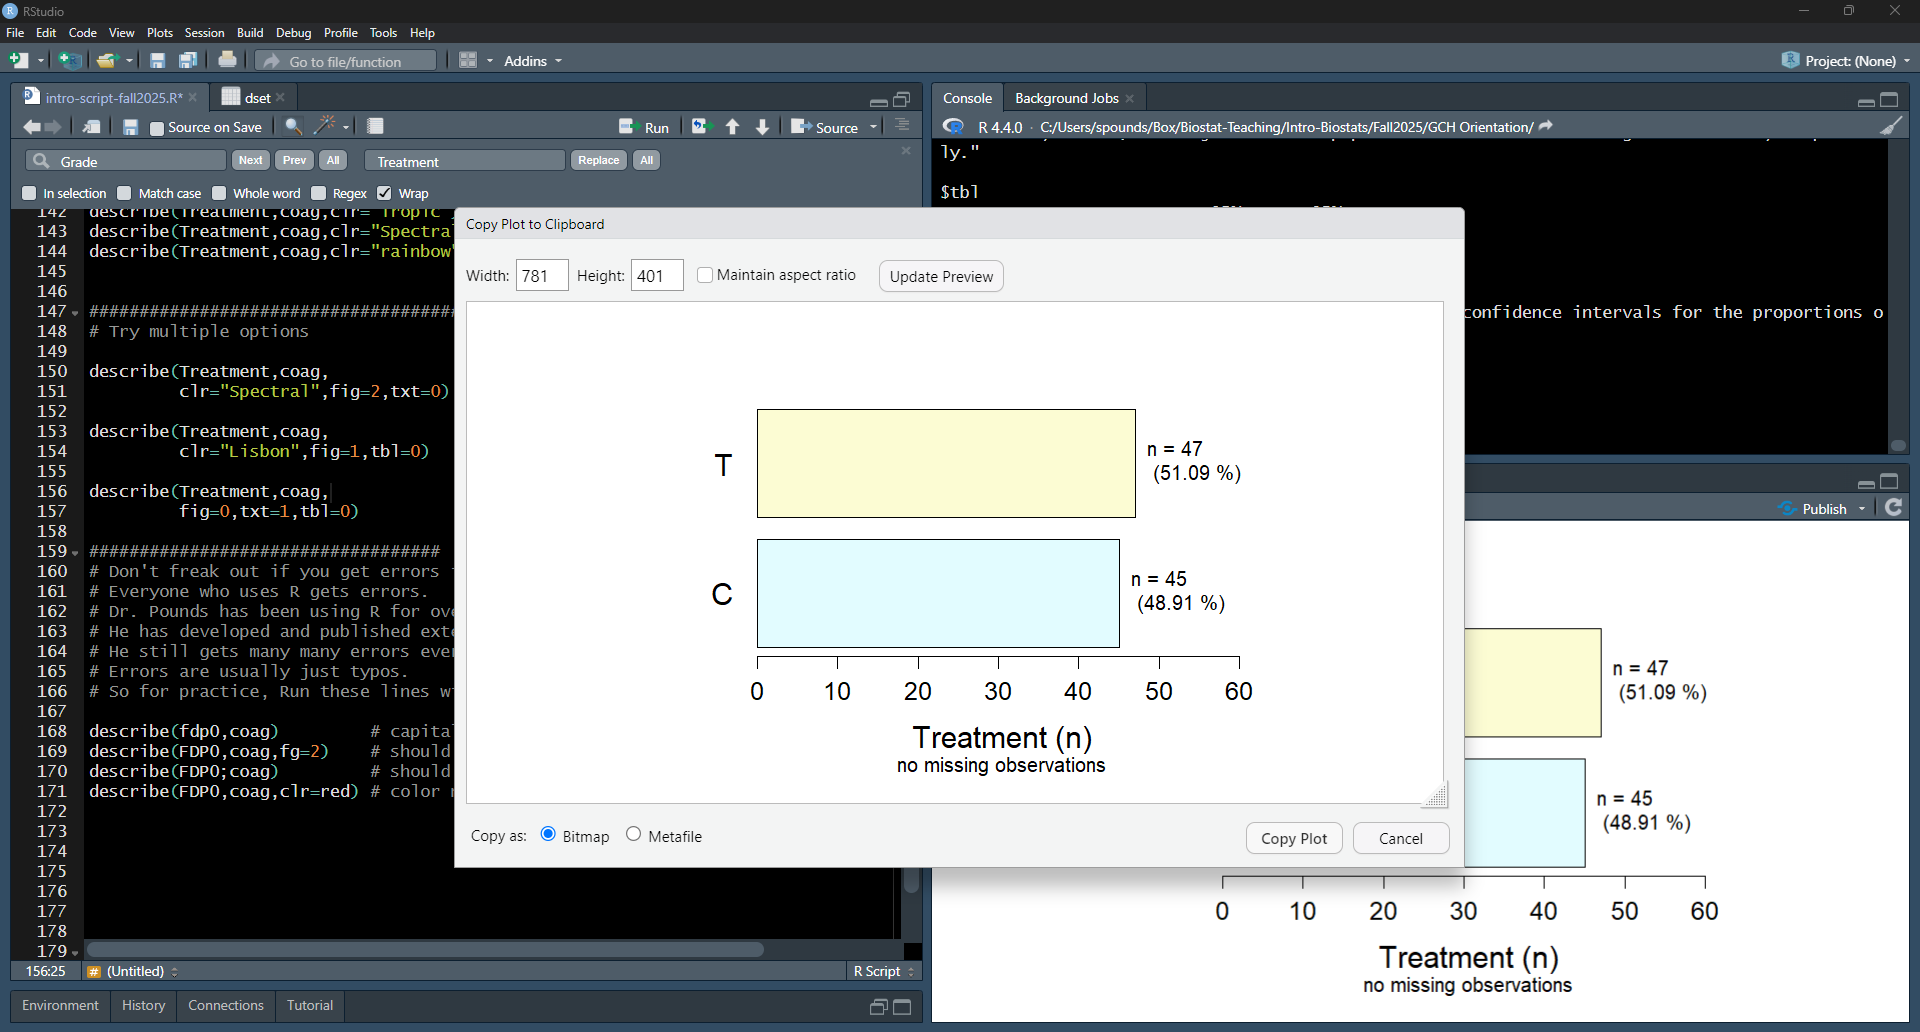 RStudio
File Edit Code View Plots Session Build Debug Profile Tools Help
Go to file/function Addins Project: (None)
intro-script-fall2025.R* dset
Source on Save Run Source
Grade Next Prev All Treatment Replace All
In selection Match case Whole word Regex Wrap
142 describe(Treatment,coag,clr="Tropic
143 describe(Treatment,coag,clr="Spectra
144 describe(Treatment,coag,clr="rainbow"
145
146
147 ####################################
148 # Try multiple options
149
150 describe(Treatment,coag,
151 clr="Spectral",fig=2,txt=0)
152
153 describe(Treatment,coag,
154 clr="Lisbon",fig=1,tbl=0)
155
156 describe(Treatment,coag,
157 fig=0,txt=1,tbl=0)
158
159 ###################################
160 # Don't freak out if you get errors
161 # Everyone who uses R gets errors.
162 # Dr. Pounds has been using R for ove
163 # He has developed and published exte
164 # He still gets many many errors ever
165 # Errors are usually just typos.
166 # So for practice, Run these lines w
167
168 describe(fdp0,coag) # capital
169 describe(FDP0,coag,fg=2) # should
170 describe(FDP0;coag) # should
171 describe(FDP0,coag,clr=red) # color
172
173
174
175
176
177
178
179
156:25 # (Untitled) R Script
Environment History Connections Tutorial
Console Background Jobs
R 4.4.0 · C:/Users/spounds/Box/Biostat-Teaching/Intro-Biostats/Fall2025/GCH Orientation/
ly."
$tbl
confidence intervals for the proportions o
Copy Plot to Clipboard
Width: 781 Height: 401 Maintain aspect ratio Update Preview
T
n = 47
(51.09 %)
C
n = 45
(48.91 %)
0 10 20 30 40 50 60
Treatment (n)
no missing observations
Copy as: Bitmap Metafile Copy Plot Cancel
Publish
n = 47
(51.09 %)
n = 45
(48.91 %)
0 10 20 30 40 50 60
Treatment (n)
no missing observations